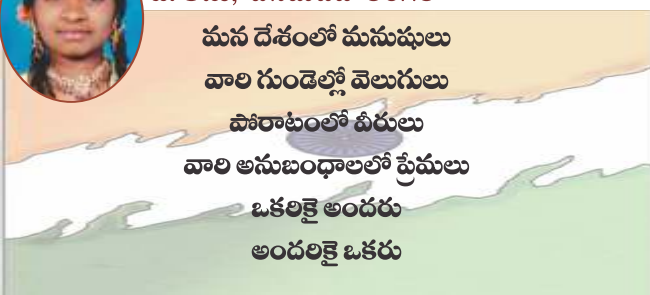 మన దేశంలో మనుషులు
వారి గుండెల్లో వెలుగులు
పోరాటంలో వీరులు
వారి అనుబంధాలలో ప్రేమలు
ఒకరికై అందరు
అందరికై ఒకరు